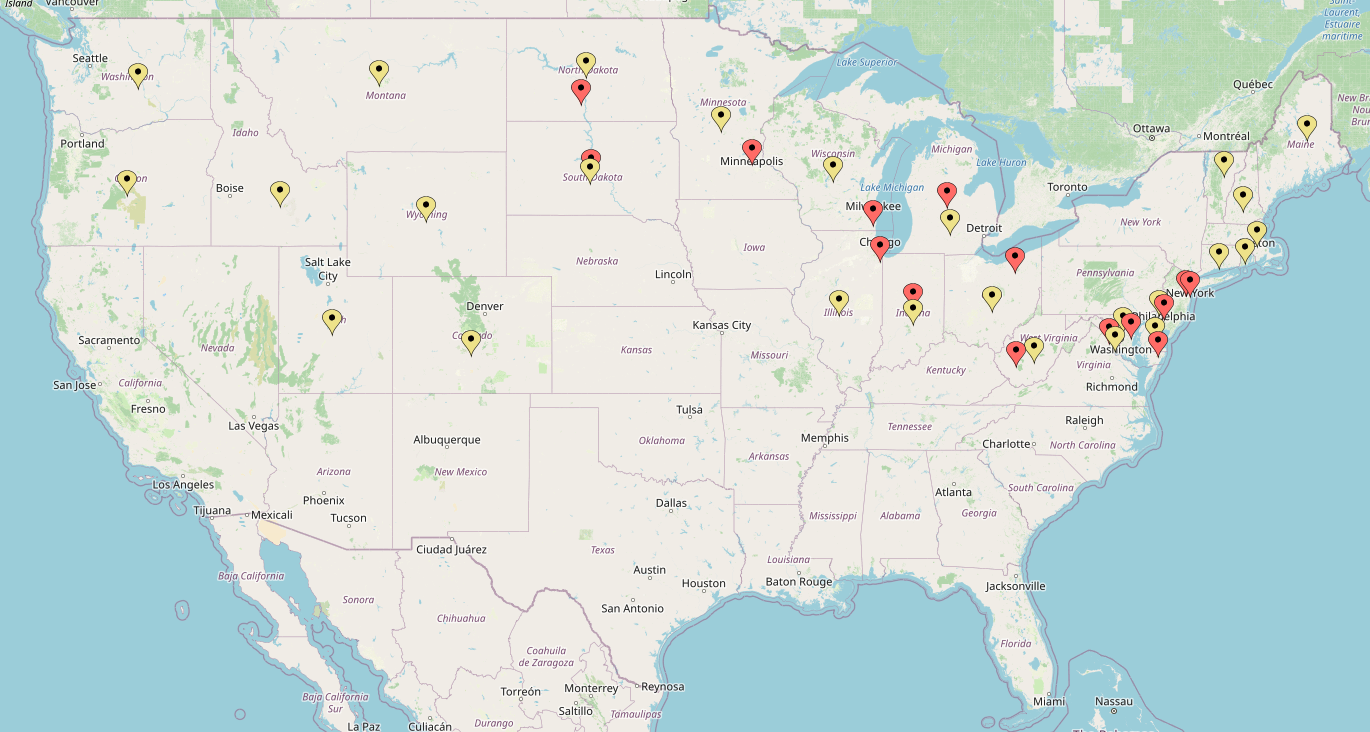 Island
Vancouver
Seattle
Portland
Idaho
Boise
Montana
Wyoming
North Dakota
South Dakota
Minnesota
Minneapolis
Wisconsin
Lake Superior
Michigan
Lake Huron
Lake Michigan
Detroit
Toronto
Ottawa
Montréal
Québec
Saint-
Laurent,
Estuaire
maritime
Maine
New York
Pennsylvania
New York
Philadelphia
Washington
West Virginia
Virginia
Richmond
Iowa
Nebraska
Lincoln
Salt Lake
City
Denver
Sacramento
Nevada
San Jose
California
Fresno
Las Vegas
Los Angeles
Tijuana
Mexicali
Arizona
Phoenix
Tucson
Albuquerque
New Mexico
Ciudad Juárez
Kansas City
Kansas
Missouri
Illinois
Kentucky
Tulsa
Oklahoma
Arkansas
Memphis
Tennessee
Raleigh
Charlotte
North Carolina
South Carolina
Atlanta
Georgia
Alabama
Mississippi
Louisiana
Baton Rouge
Dallas
Texas
Austin
Houston
San Antonio
Jacksonville
Florida
Miami
Nassau
Baja California
Sonora
Chihuahua
Coahuila
de Zaragoza
Baja California
Sur
La Paz
Culiacán
Durango
Torreón
Monterrey
Saltillo
Reynosa
Tamaulipas